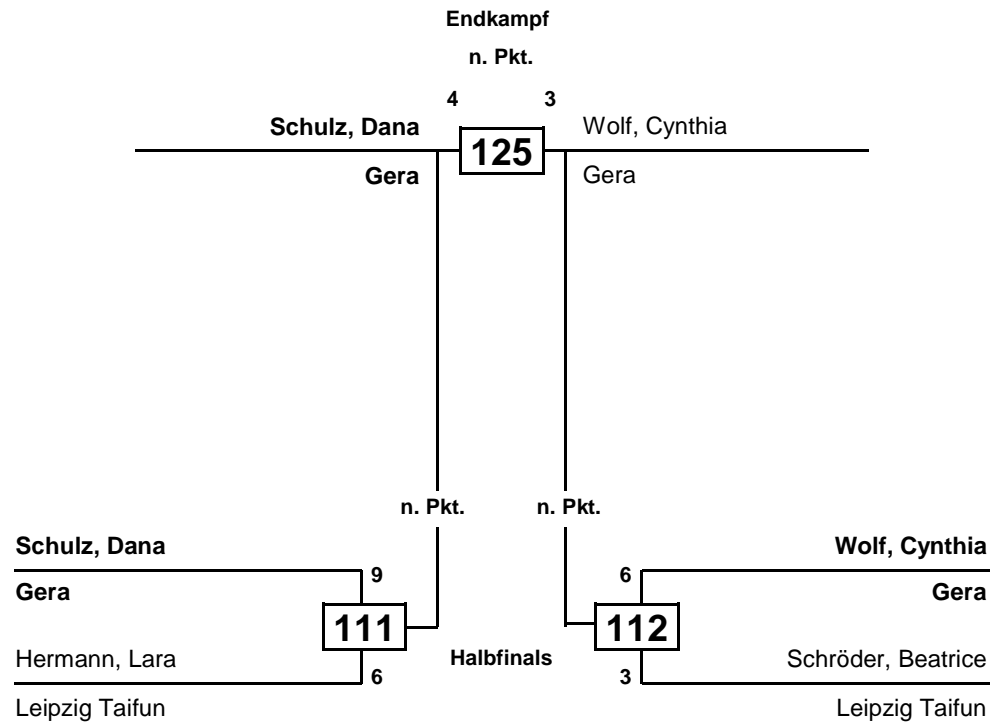 Endkampf
n. Pkt.
4 3
Schulz, Dana 125 Wolf, Cynthia
Gera Gera
n. Pkt. n. Pkt.
Schulz, Dana Wolf, Cynthia
9 6
Gera Gera
111 112
Hermann, Lara Halbfinals Schröder, Beatrice
6 3
Leipzig Taifun Leipzig Taifun